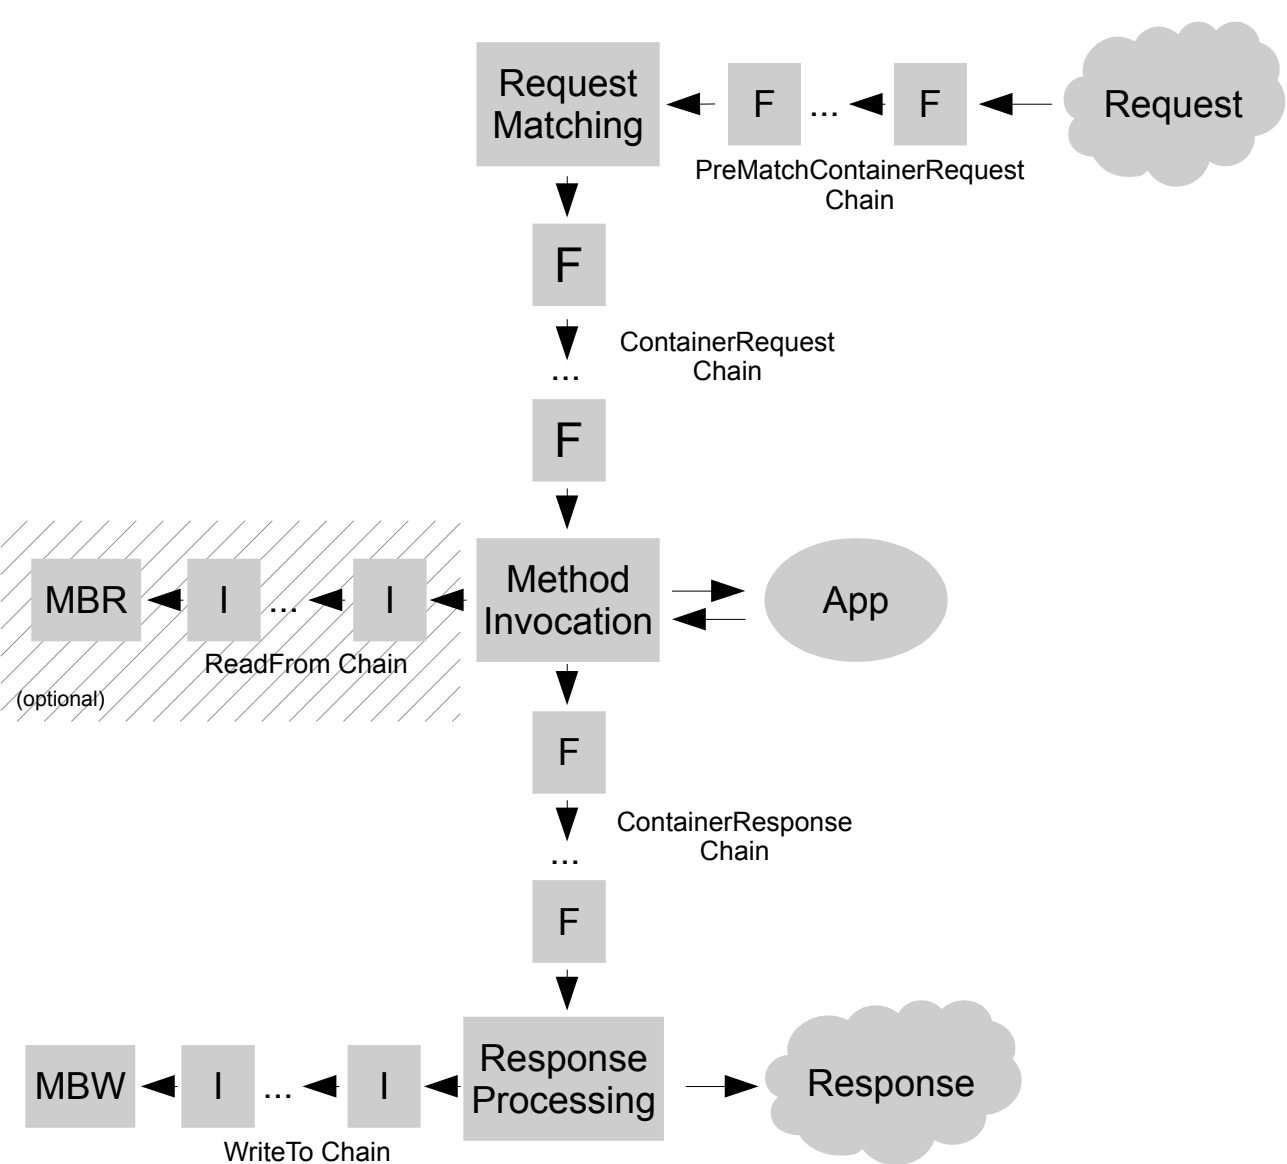 Request
Matching
F
...
F
Request
PreMatchContainerRequest
Chain
F
ContainerRequest
Chain
...
F
MBR
I
...
I
Method
Invocation
App
ReadFrom Chain
(optional)
F
ContainerResponse
Chain
...
F
MBW
I
...
I
Response
Processing
Response
WriteTo Chain